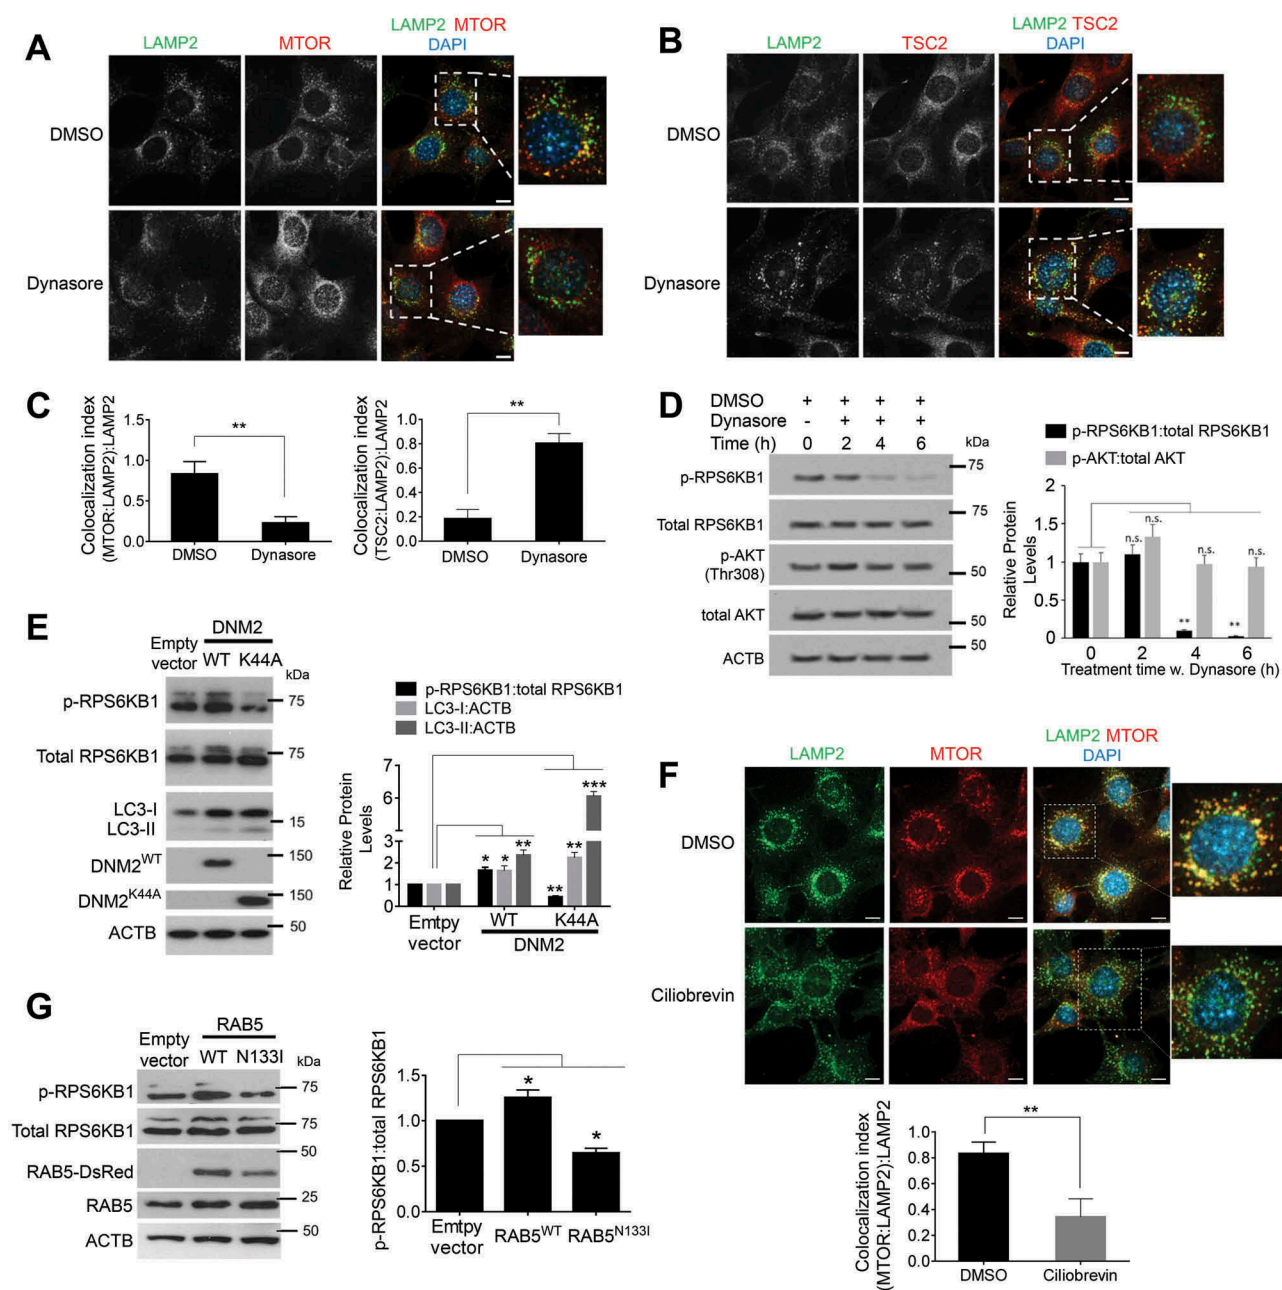 A
LAMP2 MTOR
LAMP2 MTOR DAPI
DMSO
Dynasore
B
LAMP2 TSC2
LAMP2 TSC2 DAPI
DMSO
Dynasore
C
Colocalization index
(MTOR:LAMP2):LAMP2
1.5
1.0
0.5
0.0
**
DMSO Dynasore
Colocalization index
(TSC2:LAMP2):LAMP2
1.0
0.8
0.6
0.4
0.2
0.0
**
DMSO Dynasore
D
DMSO + + + +
Dynasore - + + +
Time (h) 0 2 4 6 kDa
p-RPS6KB1 75
Total RPS6KB1 75
p-AKT
(Thr308) 50
total AKT 50
ACTB 50
p-RPS6KB1:total RPS6KB1
p-AKT:total AKT
Relative Protein
Levels
2
1.5
1
0.5
0
n.s. n.s. ** n.s. ** n.s.
0 2 4 6
Treatment time w. Dynasore (h)
E
DNM2
Empty
vector WT K44A
kDa
p-RPS6KB1 75
Total RPS6KB1 75
LC3-I
LC3-II 15
DNM2WT 150
DNM2K44A 150
ACTB 50
p-RPS6KB1:total RPS6KB1
LC3-I:ACTB
LC3-II:ACTB
Relative Protein
Levels
7
6
3
2
1
0
* * ** ** ** ***
Emtpy
vector
WT K44A
DNM2
F
LAMP2 MTOR
LAMP2 MTOR
DAPI
DMSO
Ciliobrevin
Colocalization index
(MTOR:LAMP2):LAMP2
1.0
0.8
0.6
0.4
0.2
0.0
**
DMSO Ciliobrevin
G
RAB5
Empty
vector WT N133I
kDa
p-RPS6KB1 75
Total RPS6KB1 75
RAB5-DsRed 50
RAB5 25
ACTB 50
p-RPS6KB1:total RPS6KB1
1.5
1.0
0.5
0.0
* *
Emtpy
vector
RAB5WT RAB5N133I